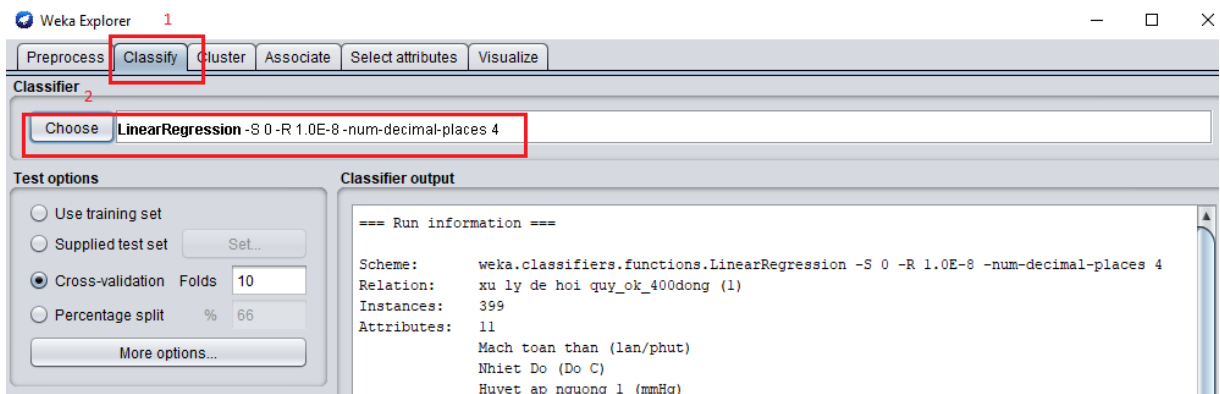 Weka Explorer 1
Preprocess Classify Cluster Associate Select attributes Visualize
Classifier
2
Choose LinearRegression -S 0 -R 1.0E-8 -num-decimal-places 4
Test options
Use training set
Supplied test set Set...
Cross-validation Folds 10
Percentage split % 66
More options...
Classifier output
=== Run information ===
Scheme: weka.classifiers.functions.LinearRegression -S 0 -R 1.0E-8 -num-decimal-places 4
Relation: xu ly de hoi quy_ok_400dong (1)
Instances: 399
Attributes: 11
Mach toan than (lan/phut)
Nhiet Do (Do C)
Huyet ap nguong 1 (mmHg)